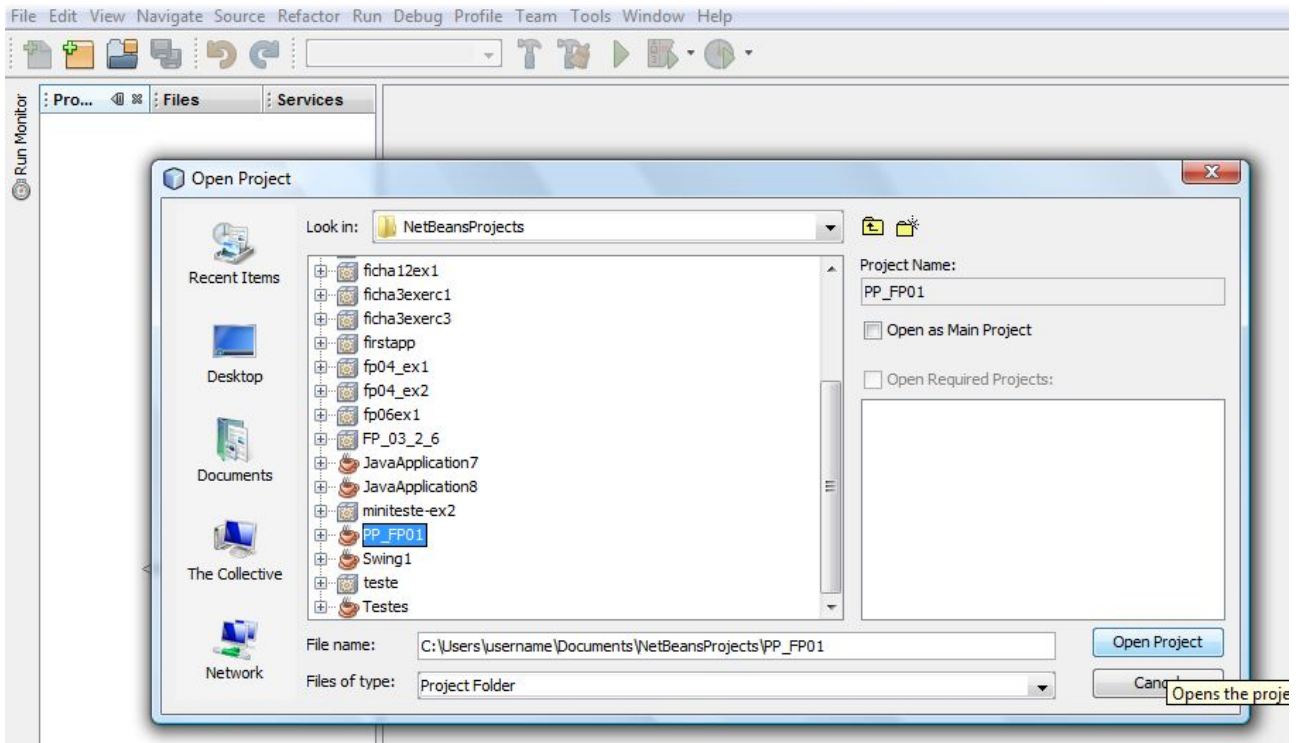 File Edit View Navigate Source Refactor Run Debug Profile Team Tools Window Help
Run Monitor
Pro... Files Services
Open Project
Look in: NetBeansProjects
Recent Items
Desktop
Documents
The Collective
Network
ficha12ex1
ficha3exerc1
ficha3exerc3
firstapp
fp04_ex1
fp04_ex2
fp06ex1
FP_03_2_6
JavaApplication7
JavaApplication8
miniteste-ex2
PP_FP01
Swing1
teste
Testes
Project Name:
PP_FP01
Open as Main Project
Open Required Projects:
File name: C:\Users\username\Documents\NetBeansProjects\PP_FP01
Open Project
Files of type: Project Folder
Opens the proje